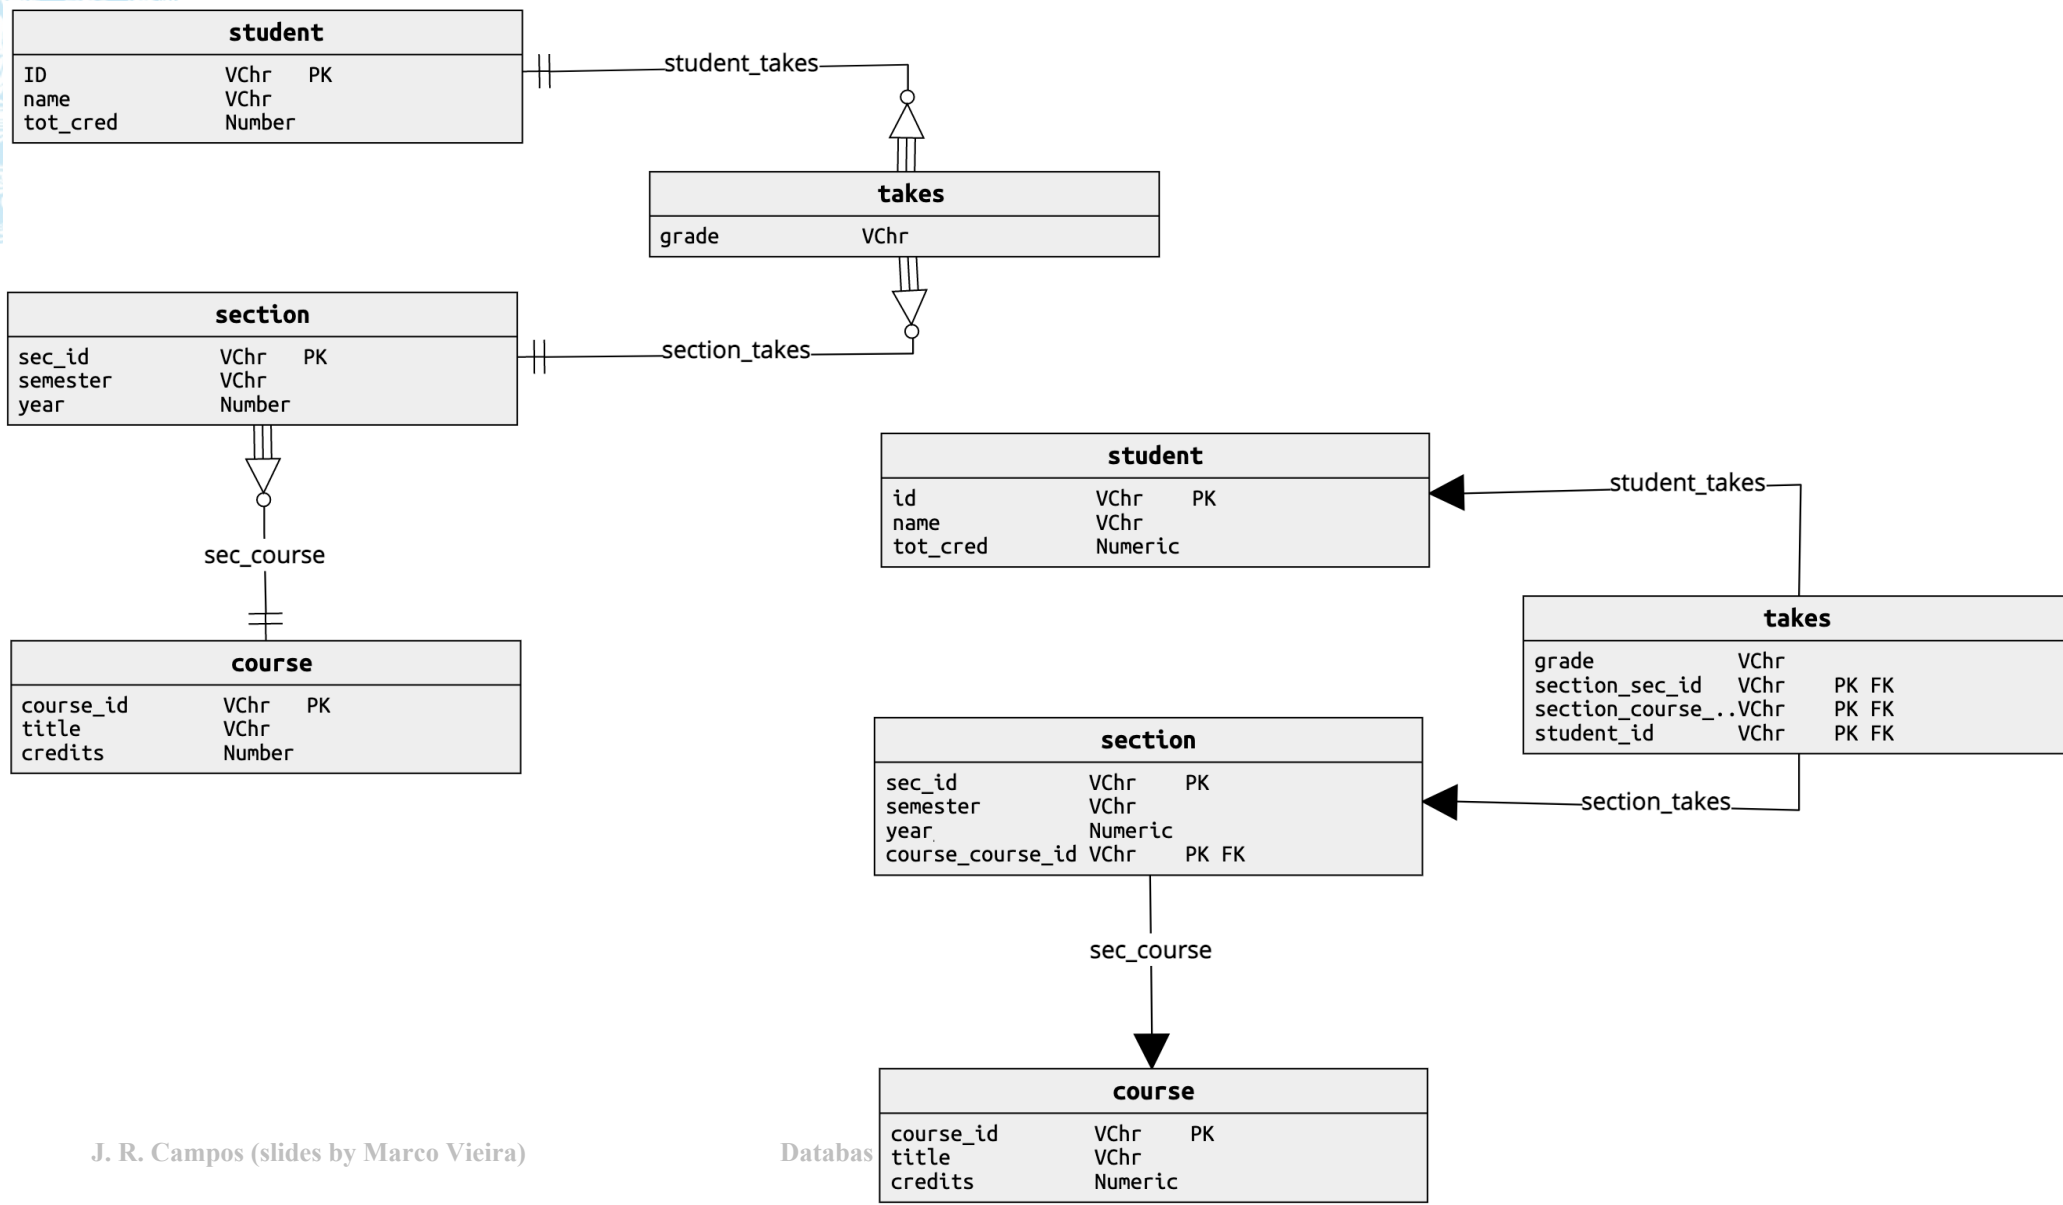 student
ID VChr PK
name VChr
tot_cred Number
student_takes
takes
grade VChr
section
sec_id VChr PK
semester VChr
year Number
section_takes
sec_course
course
course_id VChr PK
title VChr
credits Number
student
id VChr PK
name VChr
tot_cred Numeric
student_takes
takes
grade VChr
section_sec_id VChr PK FK
section_course_..VChr PK FK
student_id VChr PK FK
section
sec_id VChr PK
semester VChr
year Numeric
course_course_id VChr PK FK
section_takes
sec_course
course
course_id VChr PK
title VChr
credits Numeric
J. R. Campos (slides by Marco Vieira)
Databas